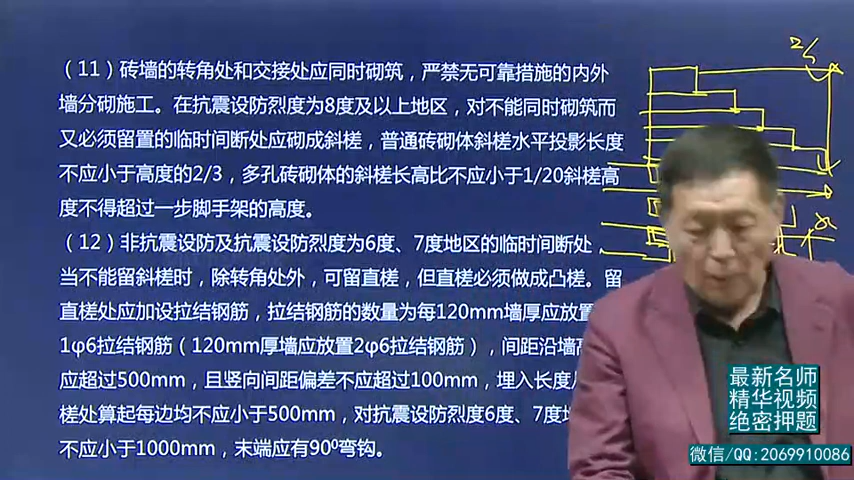 （11）砖墙的转角处和交接处应同时砌筑，严禁无可靠措施的内外
墙分砌施工。在抗震设防烈度为8度及以上地区，对不能同时砌筑而
又必须留置的临时间断处应砌成斜槎，普通砖砌体斜槎水平投影长度
不应小于高度的2/3，多孔砖砌体的斜槎长高比不应小于1/20斜槎高
度不得超过一步脚手架的高度。
（12）非抗震设防及抗震设防烈度为6度、7度地区的临时间断处，
当不能留斜槎时，除转角处外，可留直槎，但直槎必须做成凸槎。留
直槎处应加设拉结钢筋，拉结钢筋的数量为每120mm墙厚应放置
1φ6拉结钢筋（120mm厚墙应放置2φ6拉结钢筋），间距沿墙高
应超过500mm，且竖向间距偏差不应超过100mm，埋入长度
槎处算起每边均不应小于500mm，对抗震设防烈度6度、7度
不应小于1000mm，末端应有90⁰弯钩。
最新名师
精华视频
绝密押题
微信/QQ:2069910086